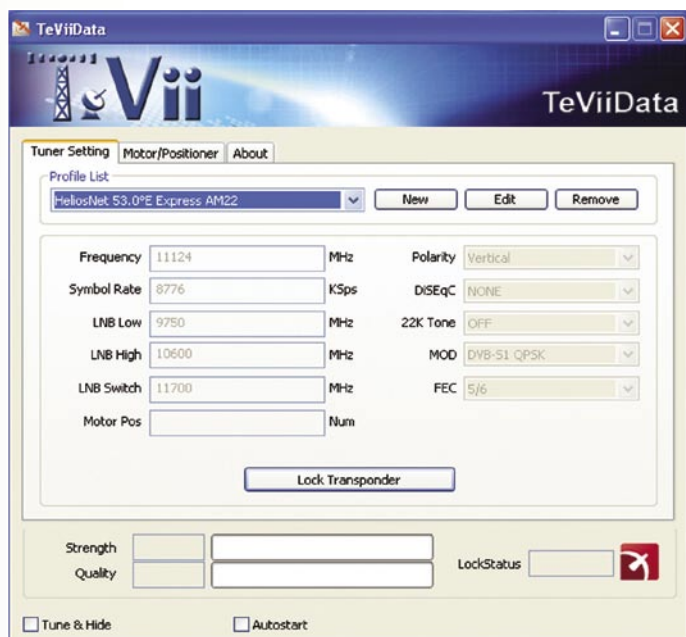 TeViiData
TeVii
TeViiData
Tuner Setting Motor/Positioner About
Profile List
HeliosNet 53.0°E Express AM22 New Edit Remove
Frequency 11124 MHz Polarity Vertical
Symbol Rate 8776 KSps DiSEqC NONE
LNB Low 9750 MHz 22K Tone OFF
LNB High 10600 MHz MOD DVB-S1 QPSK
LNB Switch 11700 MHz FEC 5/6
Motor Pos Num
Lock Transponder
Strength
Quality
LockStatus
Tune & Hide Autostart